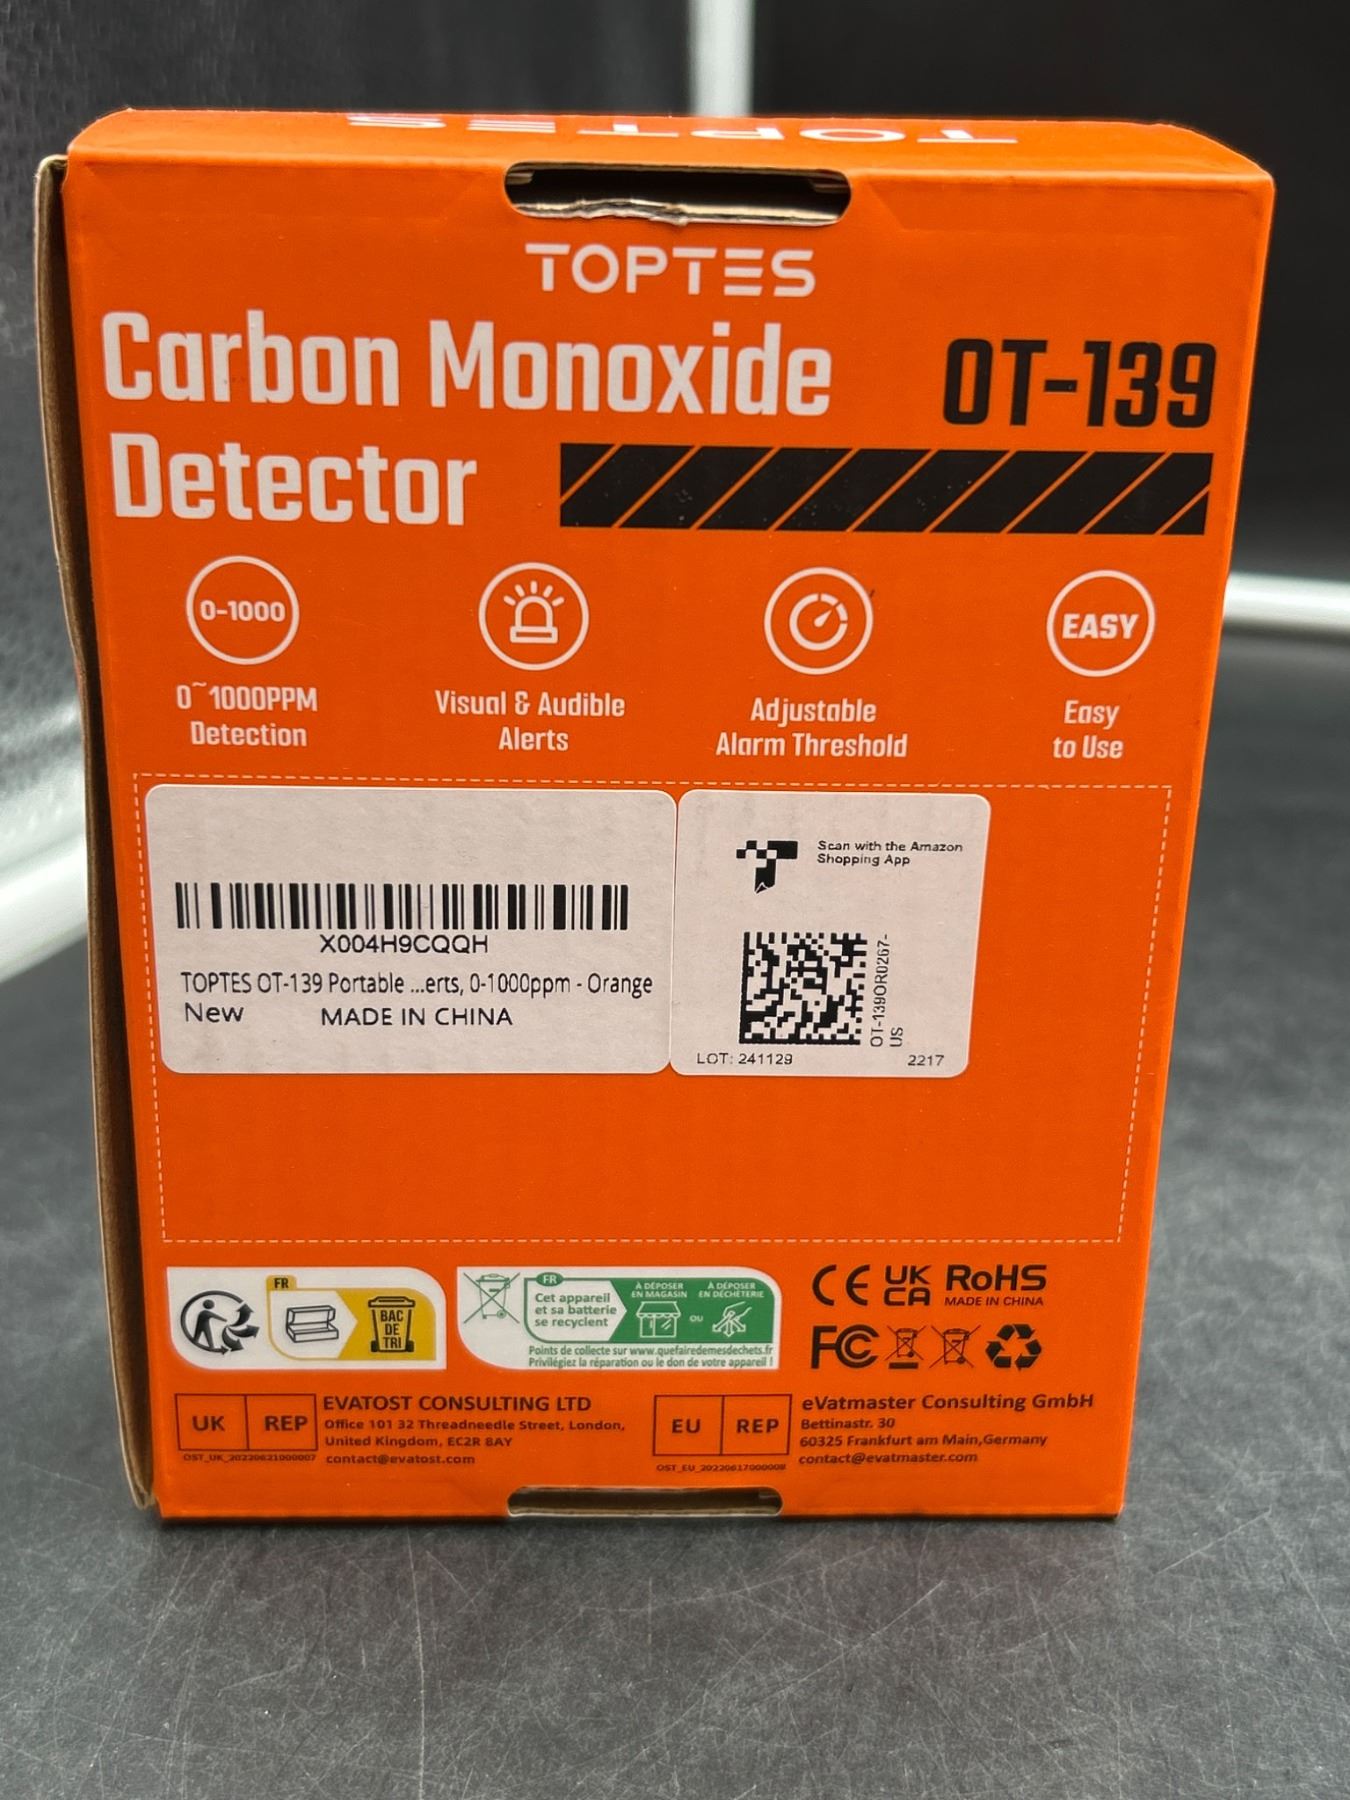 TOPTES
TOPTES
Carbon Monoxide
Detector
OT-139
0-1000
0~1000PPM
Detection
Visual & Audible
Alerts
Adjustable
Alarm Threshold
EASY
Easy
to Use
X004H9CQQH
TOPTES OT-139 Portable ...erts, 0-1000ppm - Orange
New MADE IN CHINA
Scan with the Amazon
Shopping App
OT-139OR0267-
US
LOT: 241129 2217
FR
BAC
DE
TRI
FR
Cet appareil
et sa batterie
se recyclent
À DÉPOSER
EN MAGASIN
OU
À DÉPOSER
EN DÉCHÈTERIE
Points de collecte sur www.quefairedemesdechets.fr
Privilégiez la réparation ou le don de votre appareil !
CE UK
CA
RoHS
MADE IN CHINA
FC
UK REP
OST_UK_20220621000007
EVATOST CONSULTING LTD
Office 101 32 Threadneedle Street, London,
United Kingdom, EC2R 8AY
contact@evatost.com
EU REP
OST_EU_20220617000008
eVatmaster Consulting GmbH
Bettinastr. 30
60325 Frankfurt am Main,Germany
contact@evatmaster.com